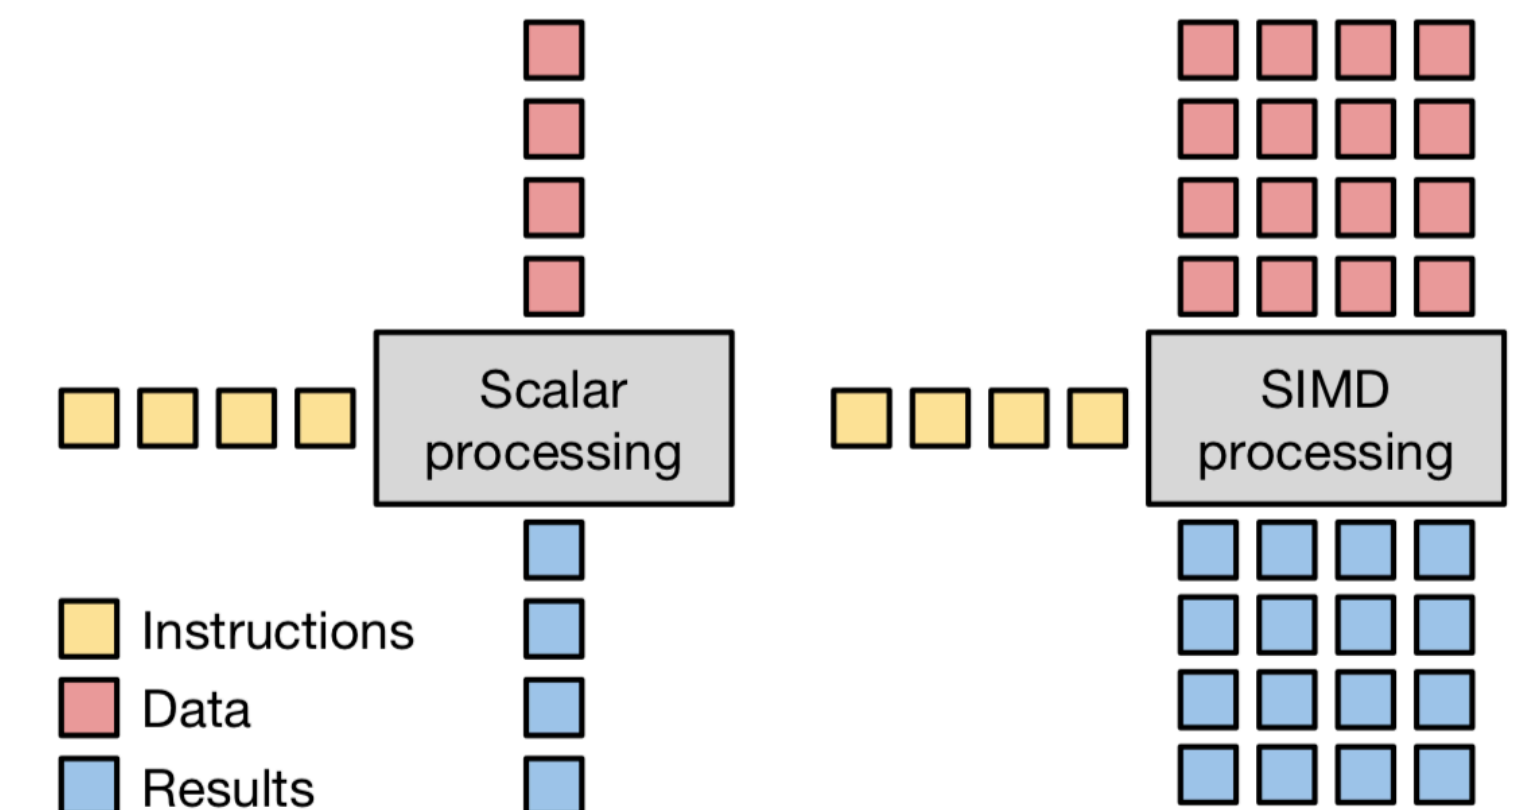 Scalar
processing
SIMD
processing
Instructions
Data
Results